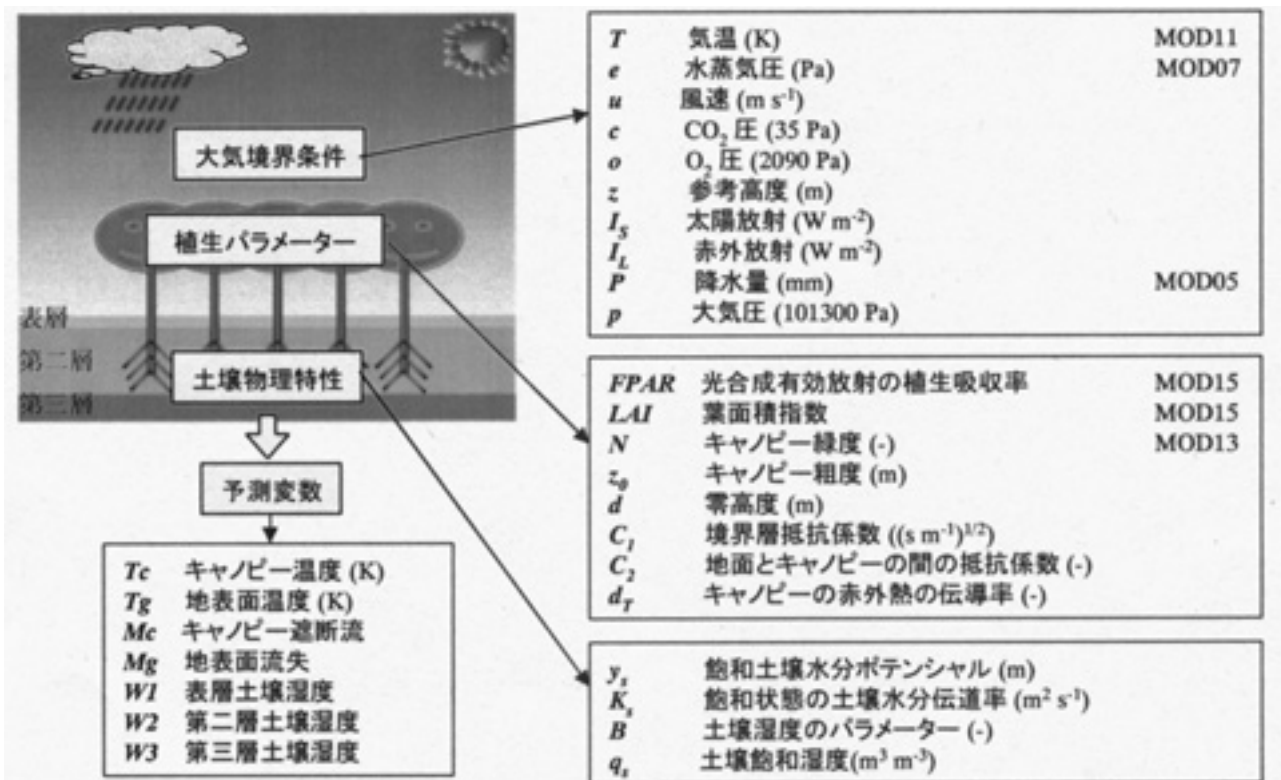 大気境界条件
植生パラメーター
表層
第二層
土壌物理特性
第三層
予測変数
Tc キャノピー温度 (K)
Tg 地表面温度 (K)
Mc キャノピー遮断流
Mg 地表面流失
W1 表層土壌湿度
W2 第二層土壌湿度
W3 第三層土壌湿度
T 気温 (K) MOD11
e 水蒸気圧 (Pa) MOD07
u 風速 (m s⁻¹)
c CO₂ 圧 (35 Pa)
o O₂ 圧 (2090 Pa)
z 参考高度 (m)
I_S 太陽放射 (W m⁻²)
I_L 赤外放射 (W m⁻²)
P 降水量 (mm) MOD05
p 大気圧 (101300 Pa)
FPAR 光合成有効放射の植生吸収率 MOD15
LAI 葉面積指数 MOD15
N キャノピー緑度 (-) MOD13
z₀ キャノピー粗度 (m)
d 零高度 (m)
C₁ 境界層抵抗係数 ((s m⁻¹)¹/²)
C₂ 地面とキャノピーの間の抵抗係数 (-)
d_T キャノピーの赤外熱の伝導率 (-)
y_s 飽和土壌水分ポテンシャル (m)
K_s 飽和状態の土壌水分伝道率 (m² s⁻¹)
B 土壌湿度のパラメーター (-)
q_s 土壌飽和湿度(m³ m⁻³)